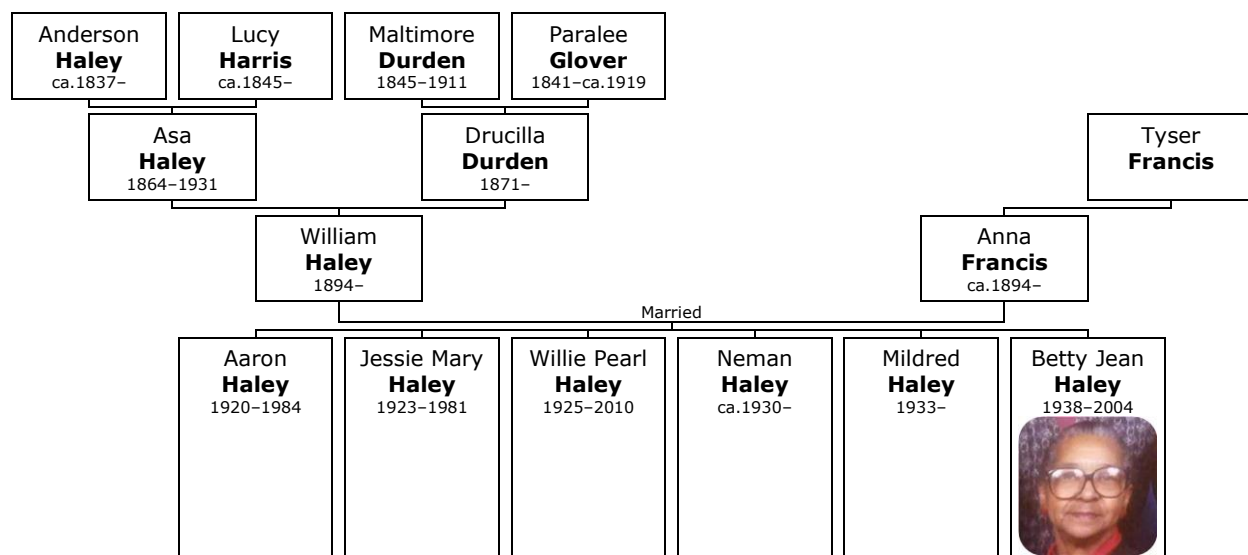 Anderson
Haley
ca.1837–
Lucy
Harris
ca.1845–
Maltimore
Durden
1845–1911
Paralee
Glover
1841–ca.1919
Asa
Haley
1864–1931
Drucilla
Durden
1871–
Tyser
Francis
William
Haley
1894–
Anna
Francis
ca.1894–
Married
Aaron
Haley
1920–1984
Jessie Mary
Haley
1923–1981
Willie Pearl
Haley
1925–2010
Neman
Haley
ca.1930–
Mildred
Haley
1933–
Betty Jean
Haley
1938–2004